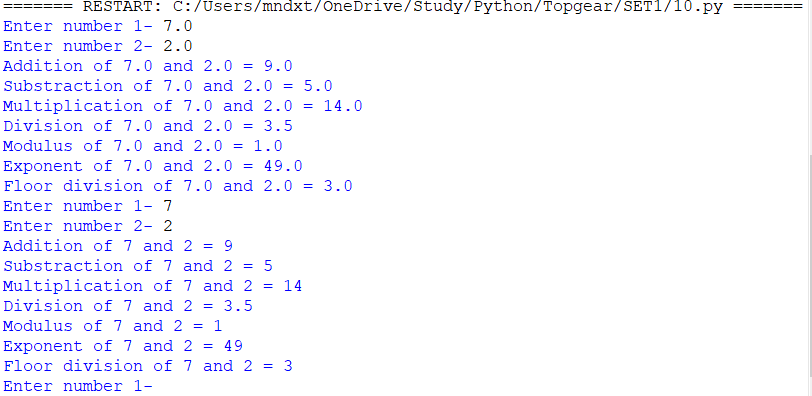 ======= RESTART: C:/Users/mndxt/OneDrive/Study/Python/Topgear/SET1/10.py =======
Enter number 1- 7.0
Enter number 2- 2.0
Addition of 7.0 and 2.0 = 9.0
Substraction of 7.0 and 2.0 = 5.0
Multiplication of 7.0 and 2.0 = 14.0
Division of 7.0 and 2.0 = 3.5
Modulus of 7.0 and 2.0 = 1.0
Exponent of 7.0 and 2.0 = 49.0
Floor division of 7.0 and 2.0 = 3.0
Enter number 1- 7
Enter number 2- 2
Addition of 7 and 2 = 9
Substraction of 7 and 2 = 5
Multiplication of 7 and 2 = 14
Division of 7 and 2 = 3.5
Modulus of 7 and 2 = 1
Exponent of 7 and 2 = 49
Floor division of 7 and 2 = 3
Enter number 1-